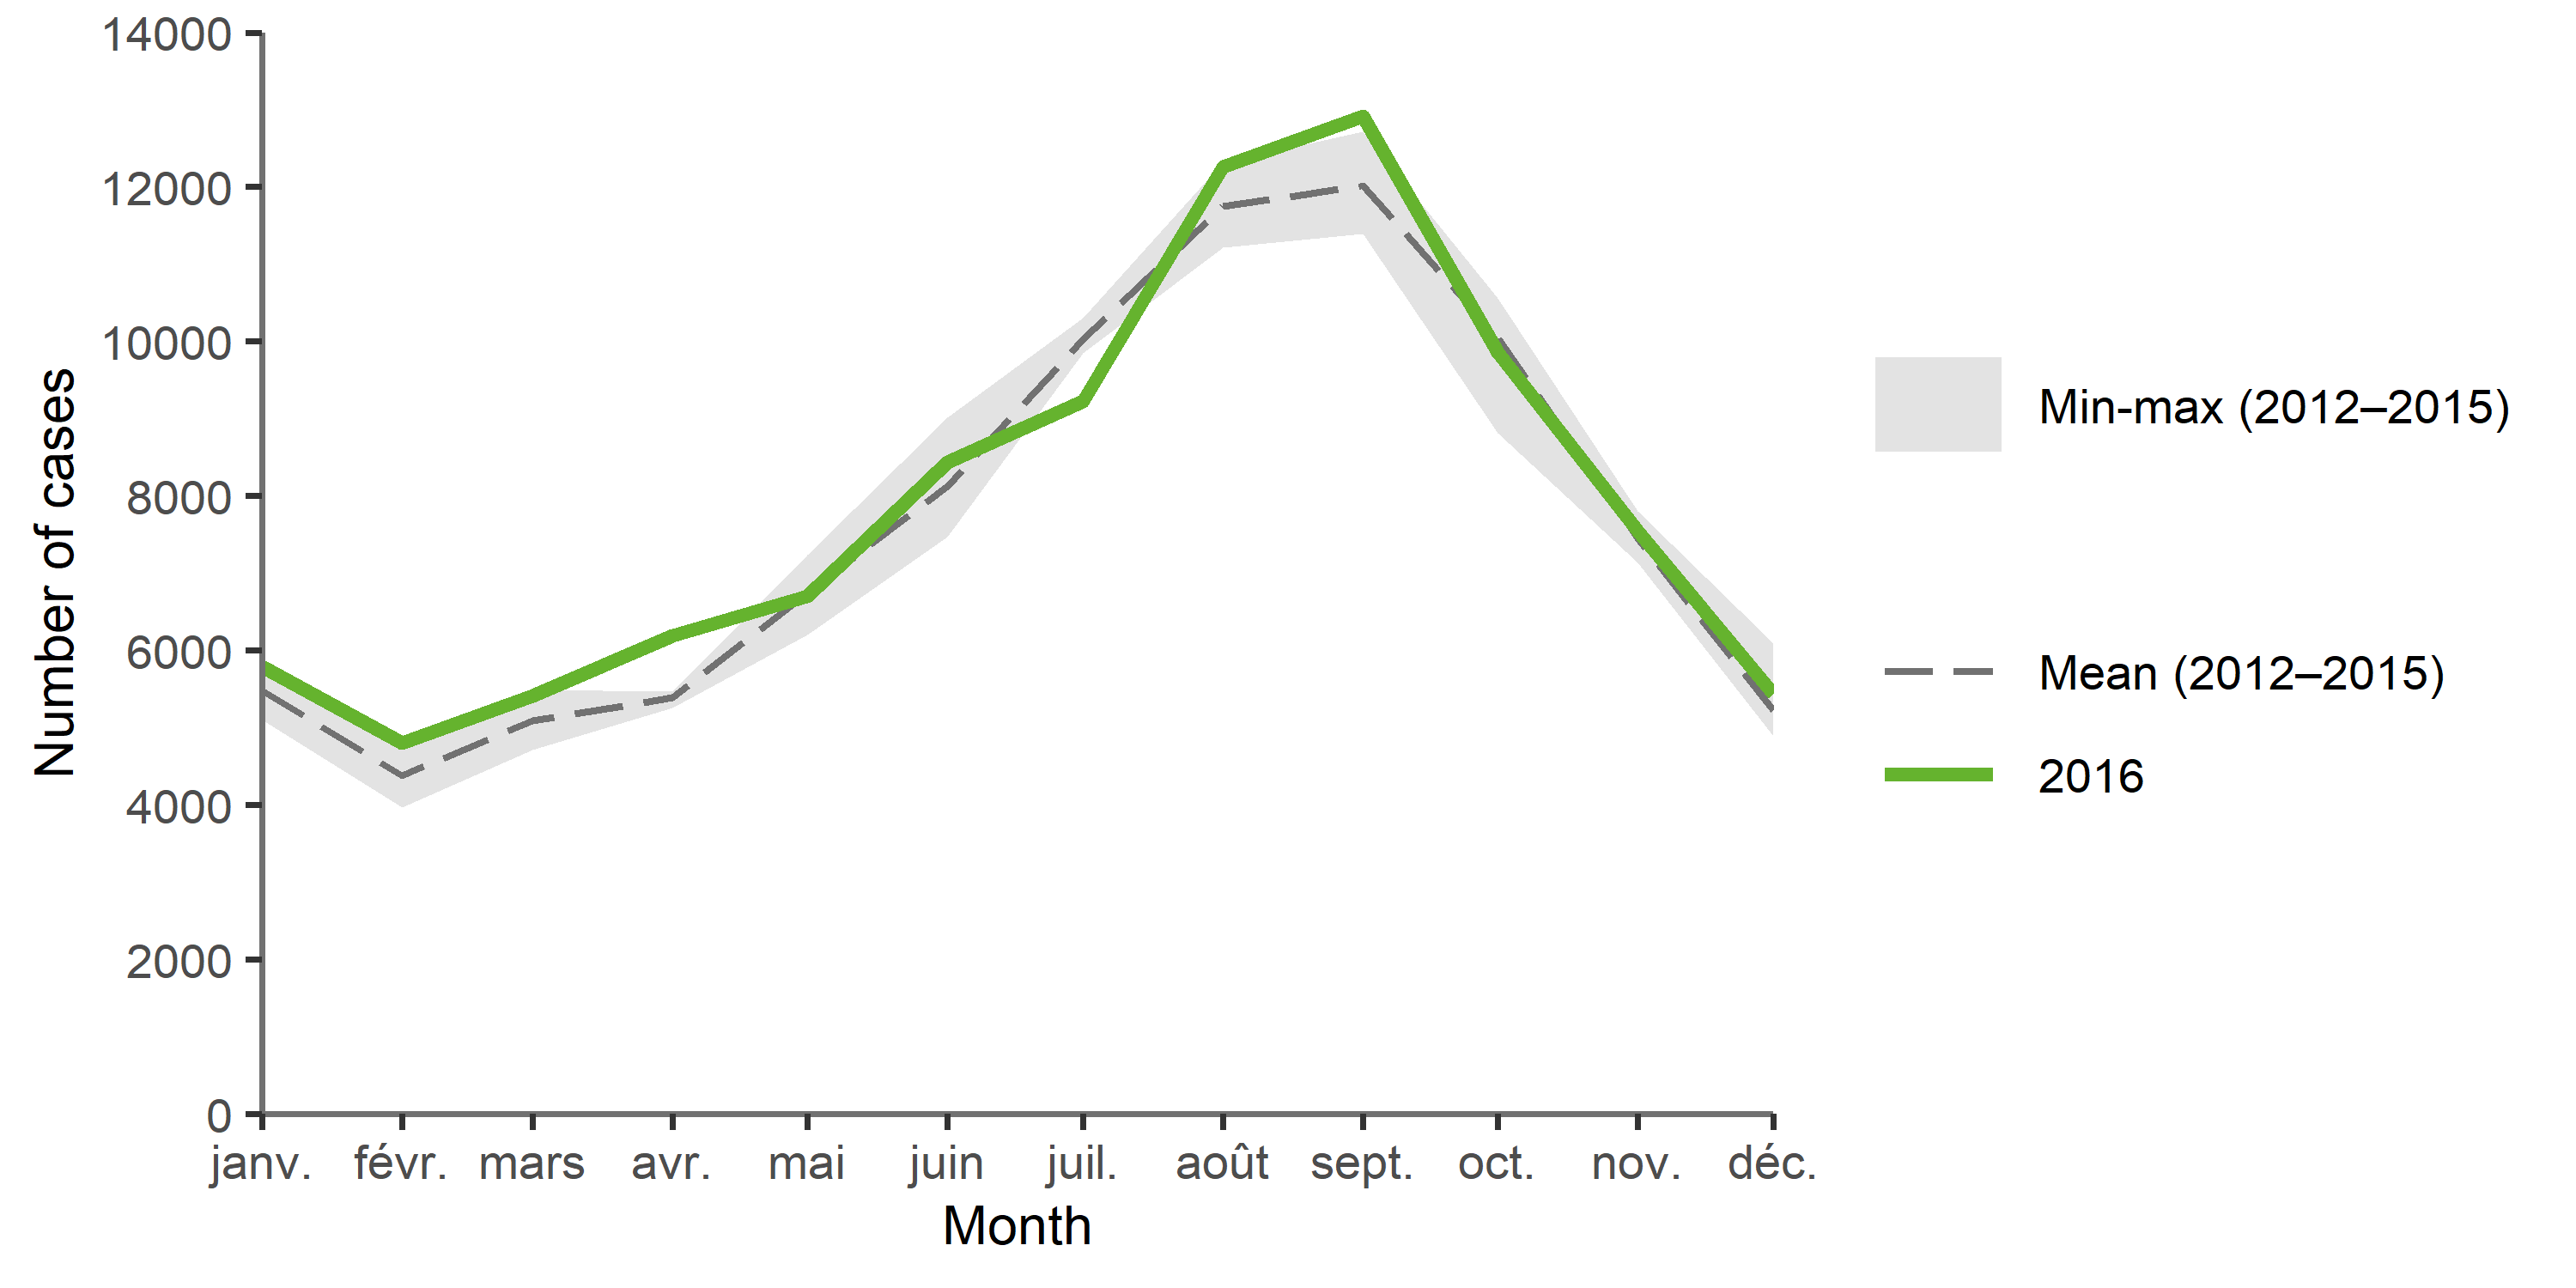 14000
12000
10000
8000
6000
4000
2000
0
Number of cases
janv. févr. mars avr. mai juin juil. août sept. oct. nov. déc.
Month
Min-max (2012–2015)
Mean (2012–2015)
2016